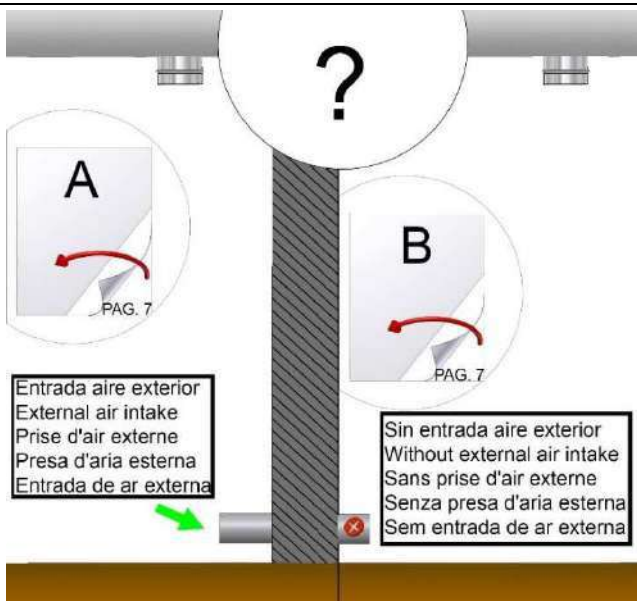 ?
A
PAG. 7
B
PAG. 7
Entrada aire exterior
External air intake
Prise d'air externe
Presa d'aria esterna
Entrada de ar externa
Sin entrada aire exterior
Without external air intake
Sans prise d'air externe
Senza presa d'aria esterna
Sem entrada de ar externa